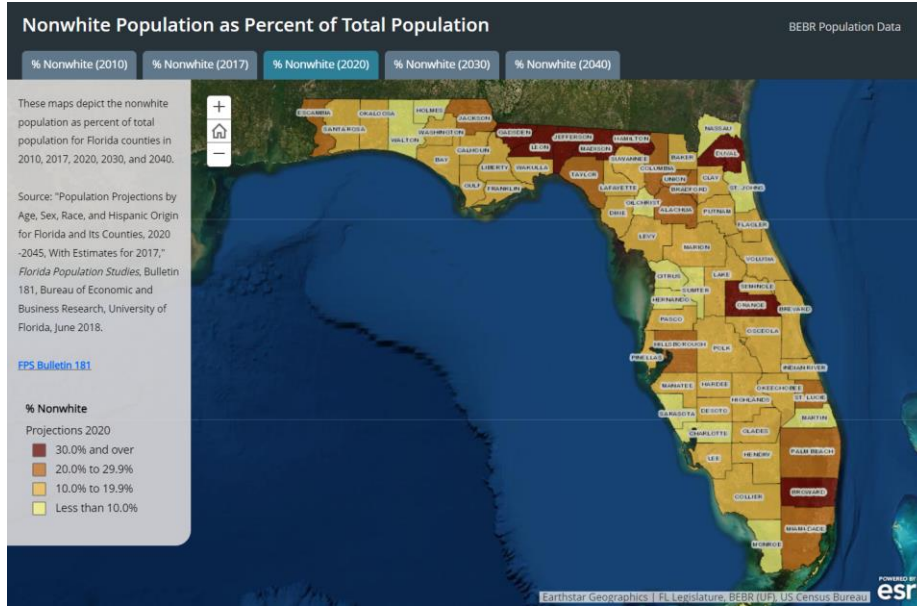 Nonwhite Population as Percent of Total Population
BEBR Population Data
% Nonwhite (2010)
% Nonwhite (2017)
% Nonwhite (2020)
% Nonwhite (2030)
% Nonwhite (2040)
These maps depict the nonwhite
population as percent of total
population for Florida counties in
2010, 2017, 2020, 2030, and 2040.
Source: "Population Projections by
Age, Sex, Race, and Hispanic Origin
for Florida and Its Counties, 2020
-2045, With Estimates for 2017,"
Florida Population Studies, Bulletin
181, Bureau of Economic and
Business Research, University of
Florida, June 2018.
FPS Bulletin 181
% Nonwhite
Projections 2020
30.0% and over
20.0% to 29.9%
10.0% to 19.9%
Less than 10.0%
+
−
ESCAMBIA
SANTA ROSA
OKALOOSA
WALTON
HOLMES
WASHINGTON
JACKSON
BAY
CALHOUN
GULF
LIBERTY
FRANKLIN
GADSDEN
LEON
WAKULLA
JEFFERSON
MADISON
HAMILTON
TAYLOR
SUWANNEE
COLUMBIA
LAFAYETTE
DIXIE
GILCHRIST
BAKER
UNION
BRADFORD
ALACHUA
NASSAU
DUVAL
CLAY
ST. JOHNS
PUTNAM
FLAGLER
LEVY
MARION
VOLUSIA
CITRUS
SUMTER
LAKE
SEMINOLE
HERNANDO
ORANGE
BREVARD
PASCO
OSCEOLA
HILLSBOROUGH
POLK
PINELLAS
INDIAN RIVER
MANATEE
HARDEE
OKEECHOBEE
HIGHLANDS
ST. LUCIE
SARASOTA
DESOTO
MARTIN
CHARLOTTE
GLADES
LEE
HENDRY
PALM BEACH
COLLIER
BROWARD
MONROE
MIAMI-DADE
POWERED BY
esri
Earthstar Geographics | FL Legislature, BEBR (UF), US Census Bureau